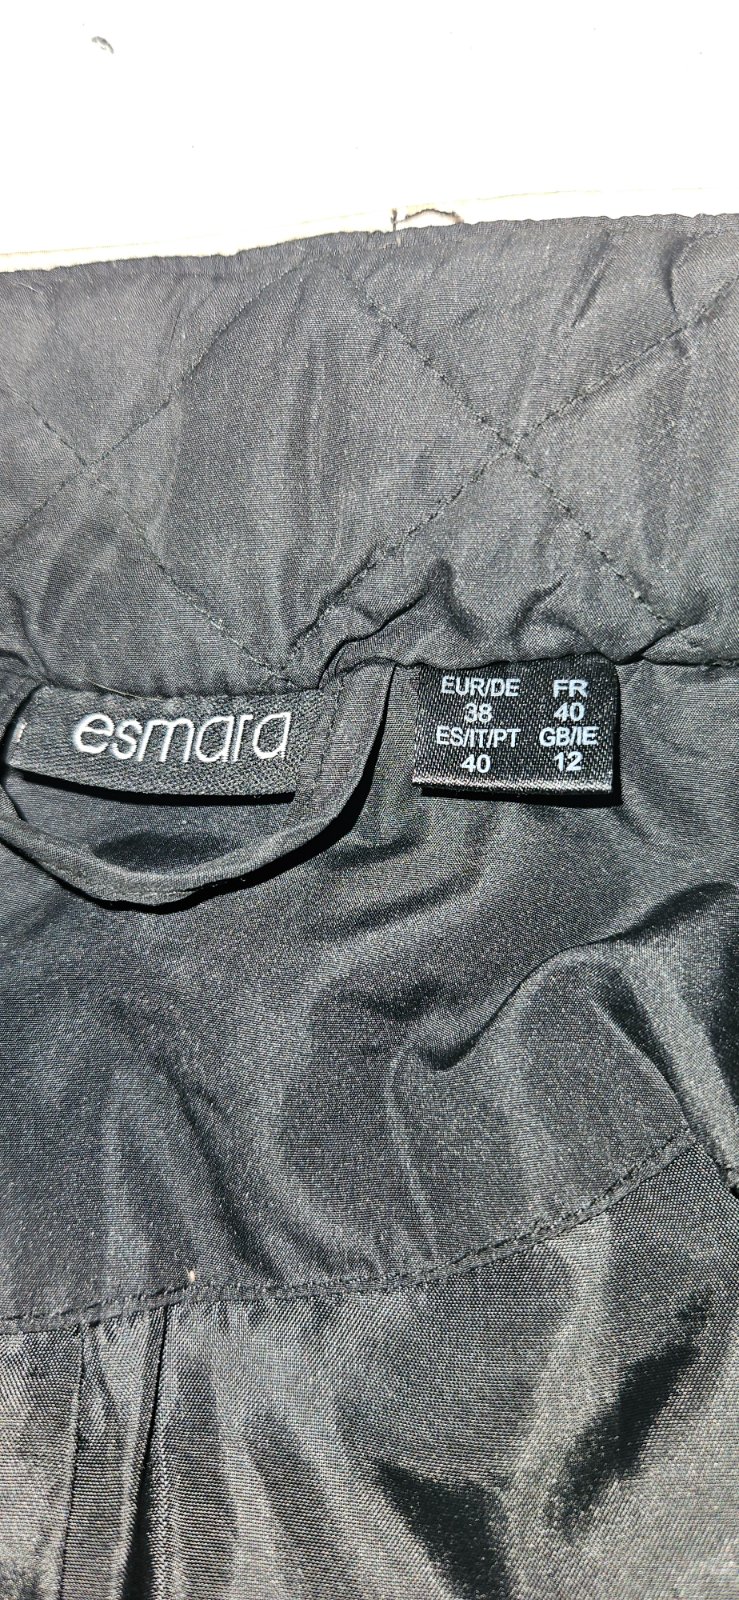 esmara
EUR/DE FR
38 40
ES/IT/PT GB/IE
40 12